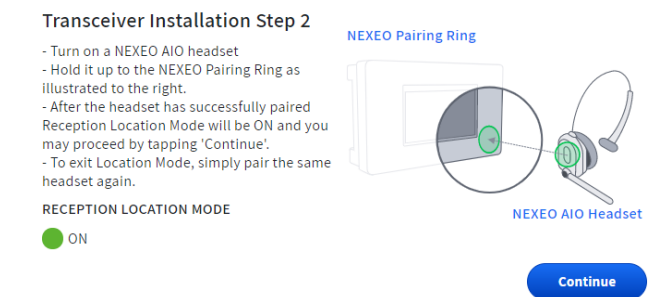 Transceiver Installation Step 2
- Turn on a NEXEO AIO headset
- Hold it up to the NEXEO Pairing Ring as
illustrated to the right.
- After the headset has successfully paired
Reception Location Mode will be ON and you
may proceed by tapping 'Continue'.
- To exit Location Mode, simply pair the same
headset again.
RECEPTION LOCATION MODE
ON
NEXEO Pairing Ring
NEXEO AIO Headset
Continue